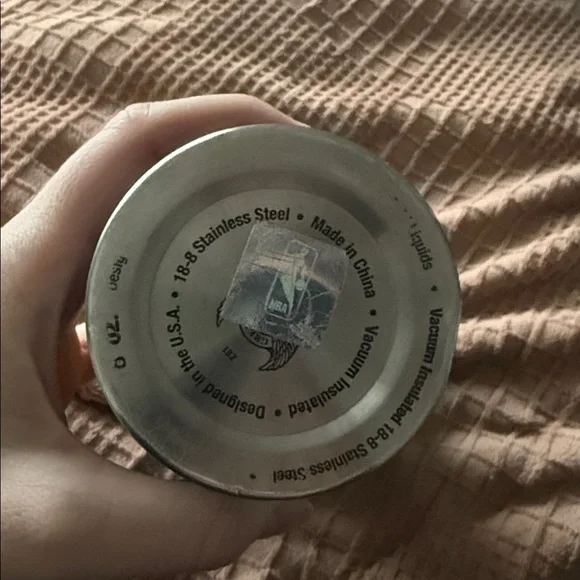 18-8 Stainless Steel • Made in China • Vacuum Insulated • Designed in the U.S.A. •
Liquids • Vacuum Insulated 18-8 Stainless Steel •
oz.
NBA